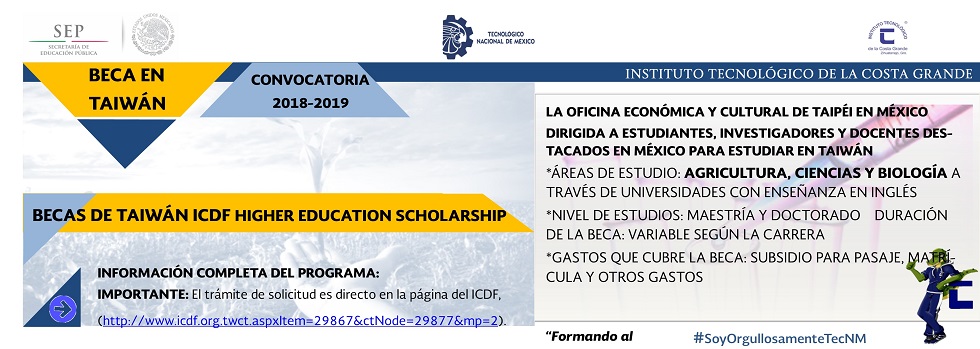 SEP
SECRETARÍA DE
EDUCACIÓN PÚBLICA
TECNOLÓGICO
NACIONAL DE MÉXICO
INSTITUTO TECNOLÓGICO
de la Costa Grande
INSTITUTO TECNOLÓGICO DE LA COSTA GRANDE
BECA EN
TAIWÁN
CONVOCATORIA
2018-2019
BECAS DE TAIWÁN ICDF HIGHER EDUCATION SCHOLARSHIP
INFORMACIÓN COMPLETA DEL PROGRAMA:
IMPORTANTE: El trámite de solicitud es directo en la página del ICDF,
(http://www.icdf.org.twct.aspxItem=29867&ctNode=29877&mp=2).
LA OFICINA ECONÓMICA Y CULTURAL DE TAIPÉI EN MÉXICO
DIRIGIDA A ESTUDIANTES, INVESTIGADORES Y DOCENTES DES-
TACADOS EN MÉXICO PARA ESTUDIAR EN TAIWÁN
*ÁREAS DE ESTUDIO: AGRICULTURA, CIENCIAS Y BIOLOGÍA A
TRAVÉS DE UNIVERSIDADES CON ENSEÑANZA EN INGLÉS
*NIVEL DE ESTUDIOS: MAESTRÍA Y DOCTORADO DURACIÓN
DE LA BECA: VARIABLE SEGÚN LA CARRERA
*GASTOS QUE CUBRE LA BECA: SUBSIDIO PARA PASAJE, MATRÍ-
CULA Y OTROS GASTOS
“Formando al
#SoyOrgullosamenteTecNM